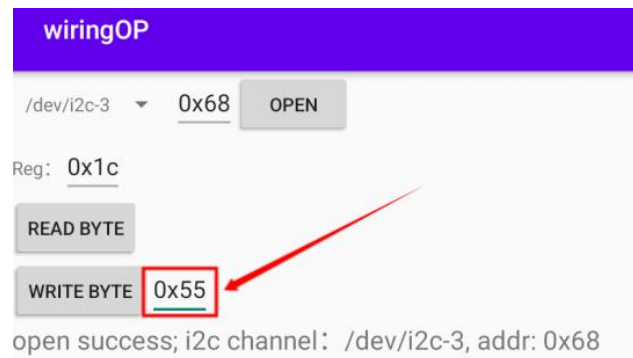 wiringOP
/dev/i2c-3 0x68 OPEN
Reg: 0x1c
READ BYTE
WRITE BYTE 0x55
open success; i2c channel：/dev/i2c-3, addr: 0x68